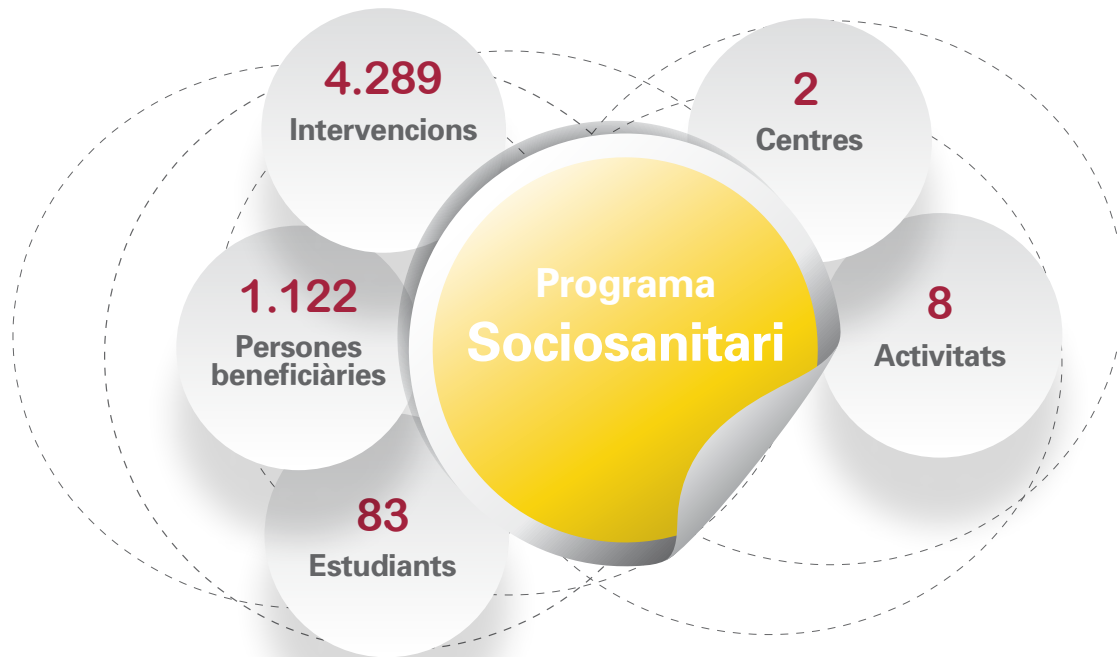 4.289
Intervencions
2
Centres
1.122
Persones
beneficiàries
Programa
Sociosanitari
8
Activitats
83
Estudiants